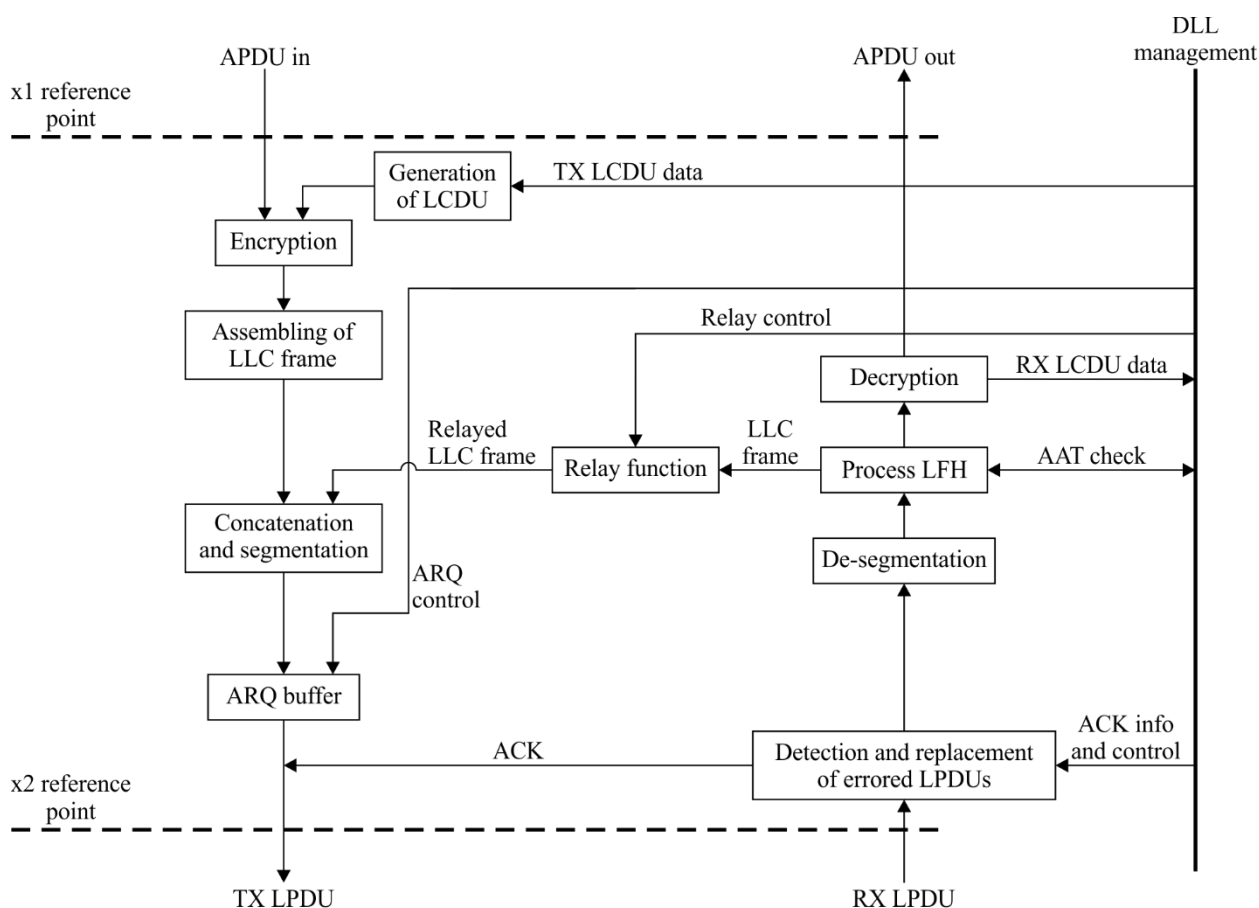 DLL
management
APDU in
APDU out
x1 reference
point
Generation
of LCDU
TX LCDU data
Encryption
Assembling of
LLC frame
Relay control
Decryption
RX LCDU data
Relayed
LLC frame
Relay function
LLC
frame
Process LFH
AAT check
Concatenation
and segmentation
De-segmentation
ARQ
control
ARQ buffer
ACK
Detection and replacement
of errored LPDUs
ACK info
and control
x2 reference
point
TX LPDU
RX LPDU